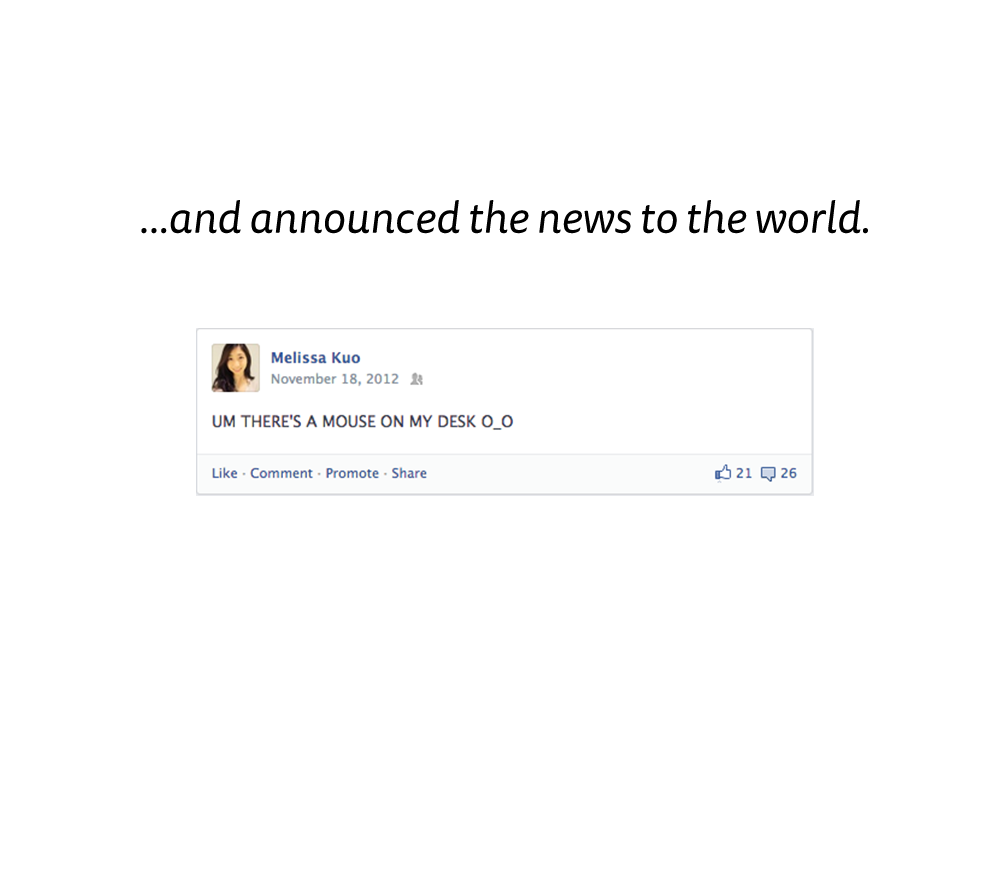 ...and announced the news to the world.
Melissa Kuo
November 18, 2012
UM THERE'S A MOUSE ON MY DESK O_O
Like · Comment · Promote · Share 21 26